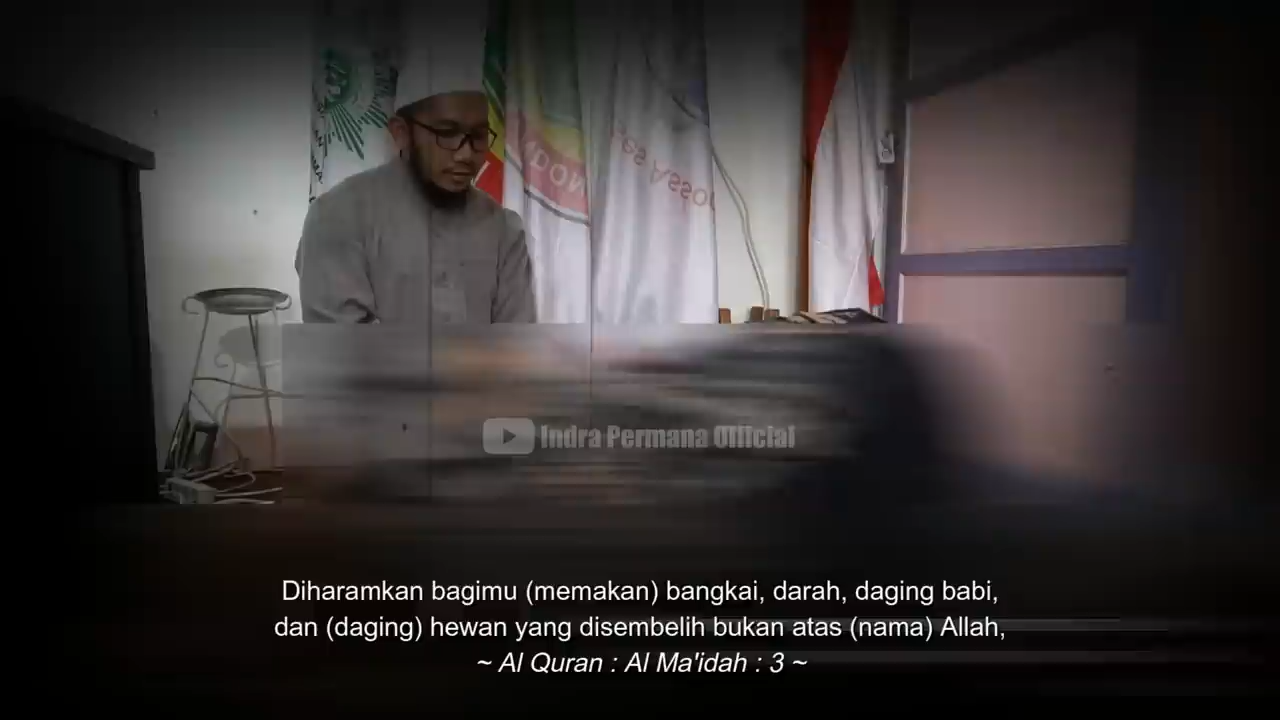 Indra Permana Official
Diharamkan bagimu (memakan) bangkai, darah, daging babi,
dan (daging) hewan yang disembelih bukan atas (nama) Allah,
~ Al Quran : Al Ma'idah : 3 ~